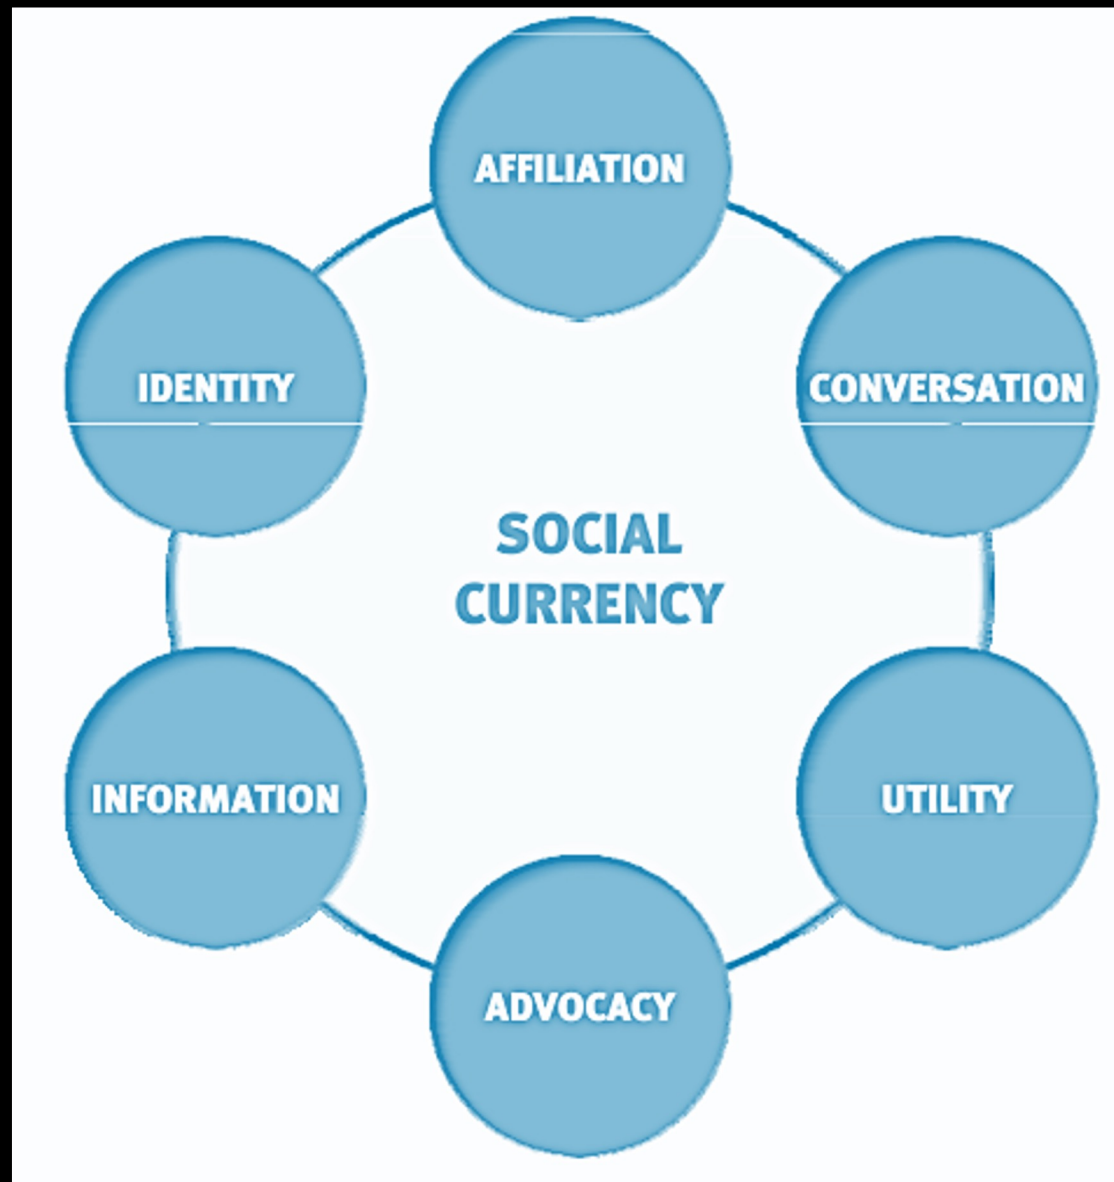 AFFILIATION
IDENTITY
CONVERSATION
SOCIAL
CURRENCY
INFORMATION
UTILITY
ADVOCACY